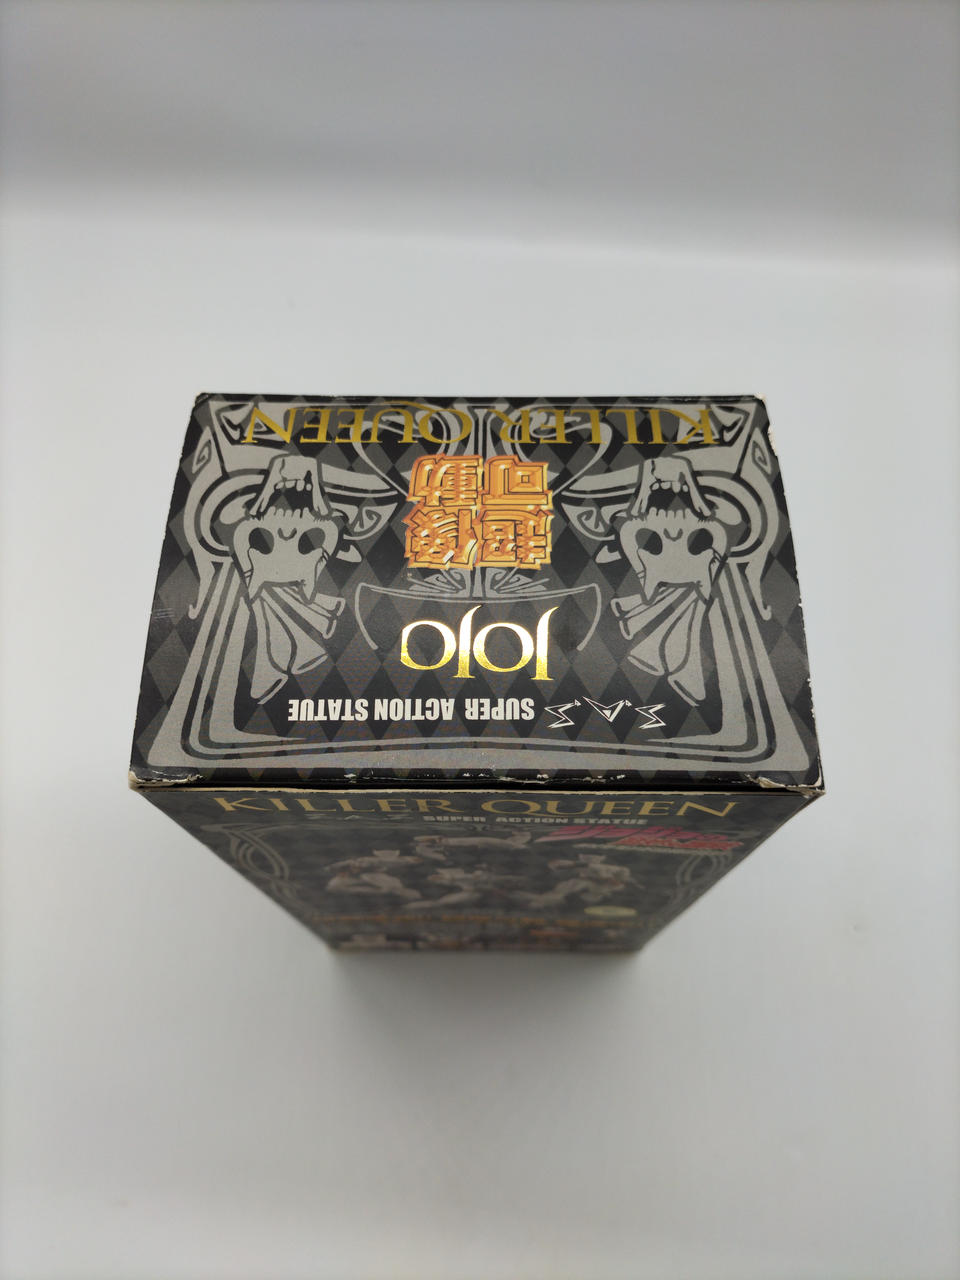 S.A.S SUPER ACTION STATUE
JoJo
超像
可動
KILLER QUEEN
KILLER QUEEN
S.A.S SUPER ACTION STATUE